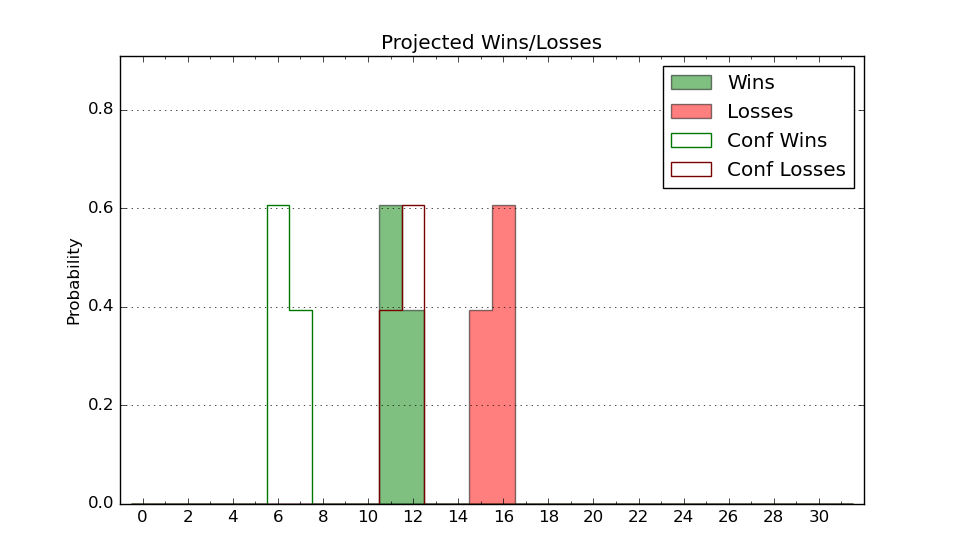 Projected Wins/Losses
Wins
Losses
Conf Wins
Conf Losses
Probability
0.8
0.6
0.4
0.2
0.0
0 2 4 6 8 10 12 14 16 18 20 22 24 26 28 30